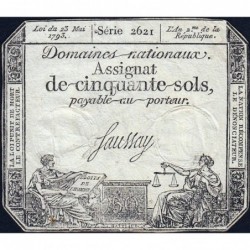 Loi du 23 Mai 1793.
Série 2621
L'An 2me. de la République.
Domaines nationaux.
Assignat
de cinquante sols,
payable au porteur.
Saussay
LA LOI PUNIT DE MORT LE CONTREFACTEUR.
LA NATION RÉCOMPENSE LE DÉNONCIATEUR.